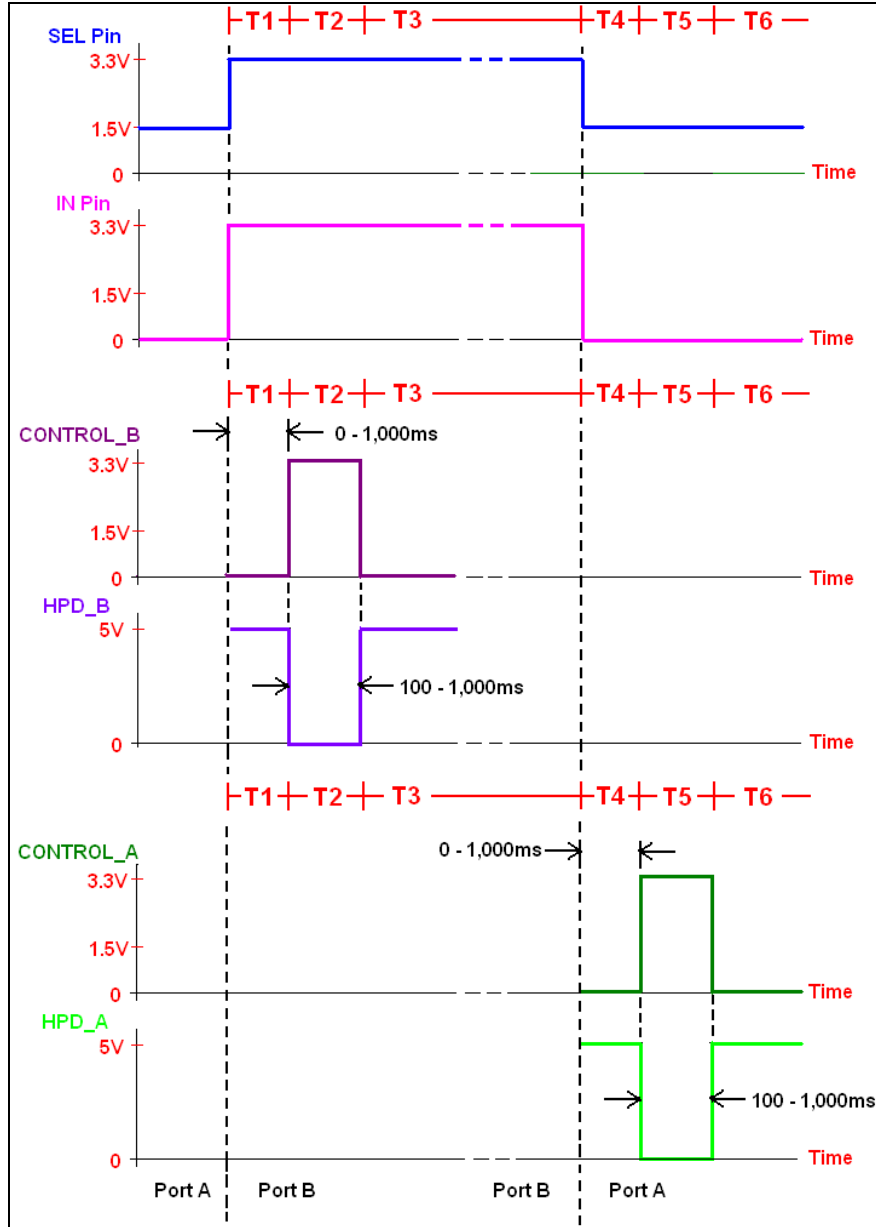 T1 T2 T3 T4 T5 T6
SEL Pin
3.3V
1.5V
0
Time
IN Pin
3.3V
1.5V
0
Time
T1 T2 T3 T4 T5 T6
CONTROL_B
0 - 1,000ms
3.3V
1.5V
0
Time
HPD_B
5V
100 - 1,000ms
0
Time
T1 T2 T3 T4 T5 T6
CONTROL_A
0 - 1,000ms
3.3V
1.5V
0
Time
HPD_A
5V
100 - 1,000ms
0
Time
Port A Port B Port B Port A